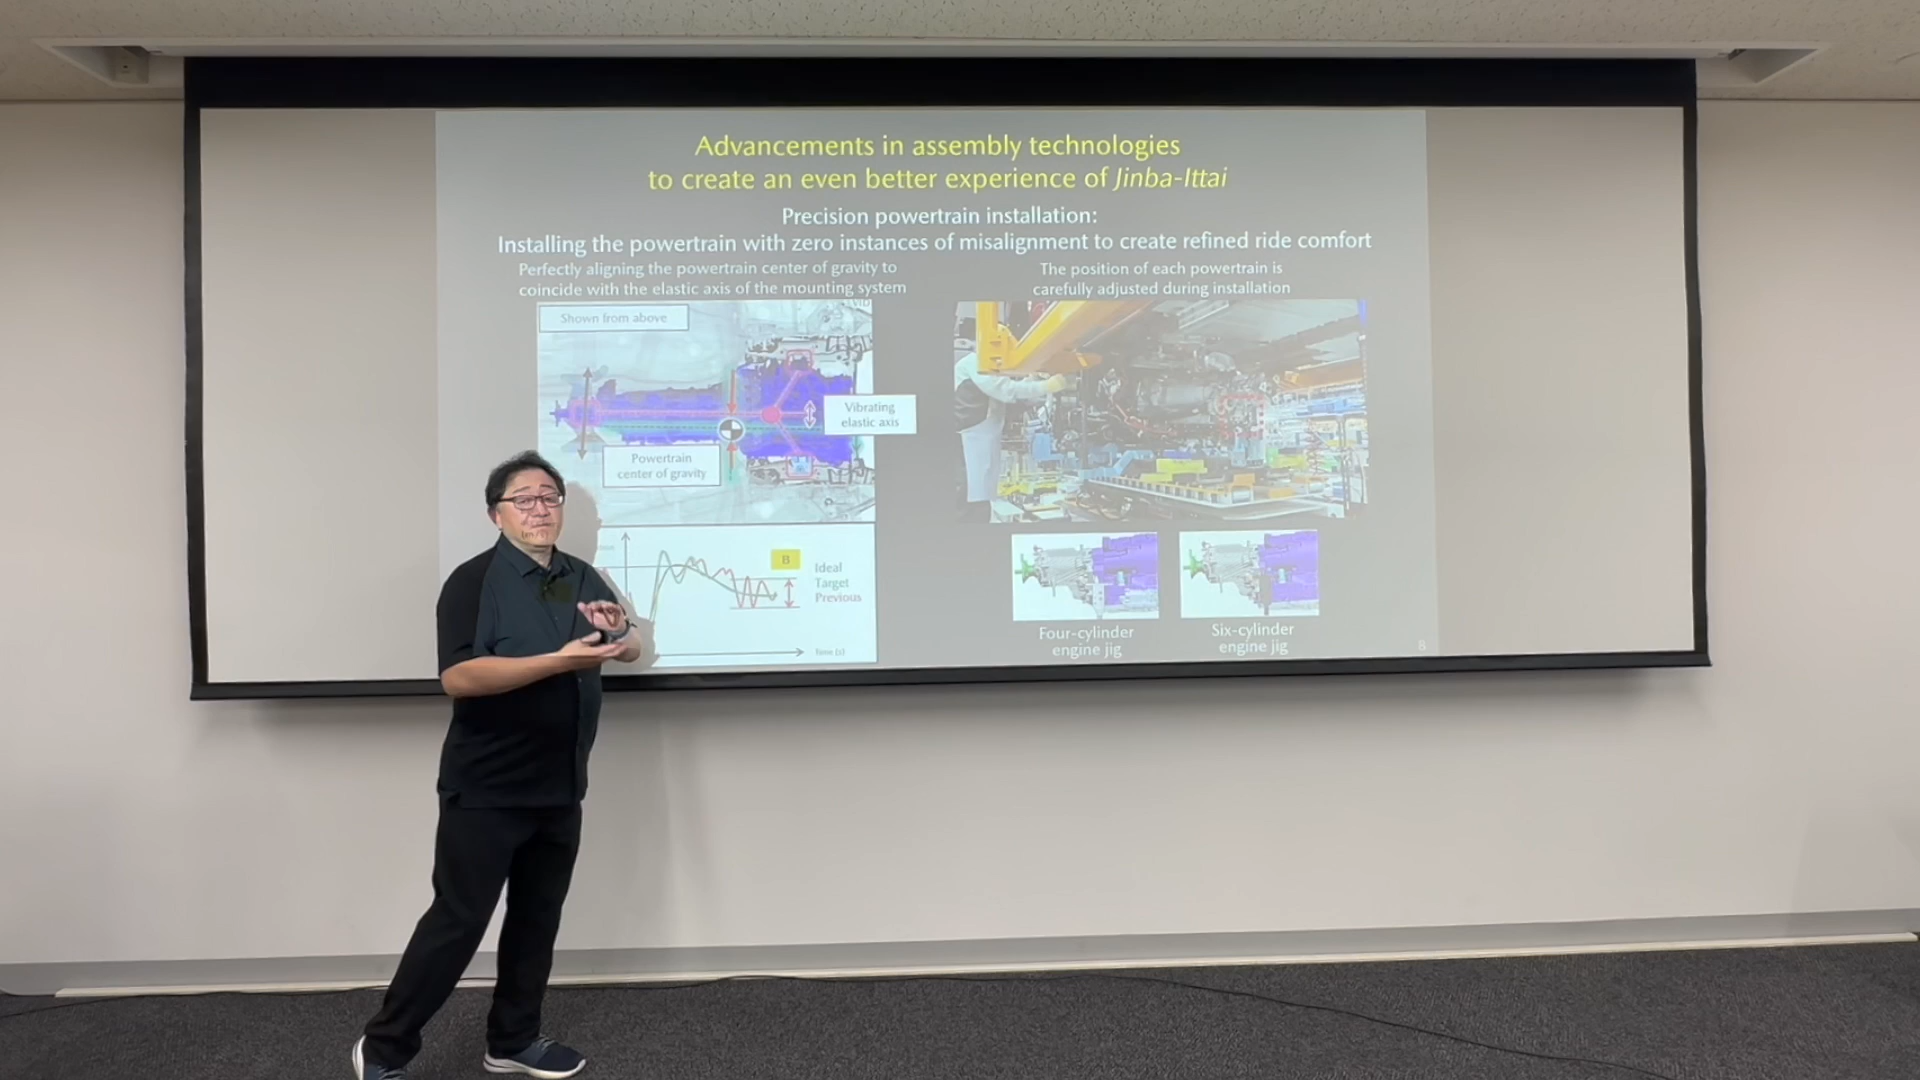 Advancements in assembly technologies
to create an even better experience of Jinba-Ittai
Precision powertrain installation:
Installing the powertrain with zero instances of misalignment to create refined ride comfort
Perfectly aligning the powertrain center of gravity to
coincide with the elastic axis of the mounting system
Shown from above
Vibrating
elastic axis
Powertrain
center of gravity
B
Ideal
Target
Previous
Time (s)
The position of each powertrain is
carefully adjusted during installation
Four-cylinder
engine jig
Six-cylinder
engine jig
8